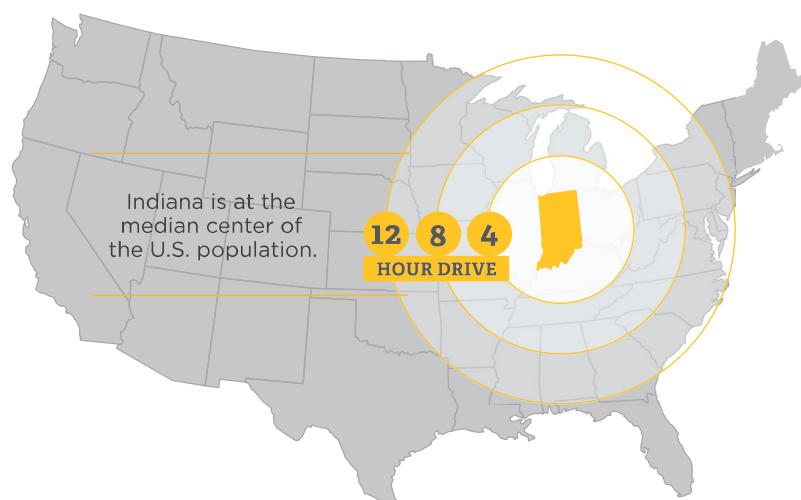 Indiana is at the
median center of
the U.S. population.
12 8 4
HOUR DRIVE